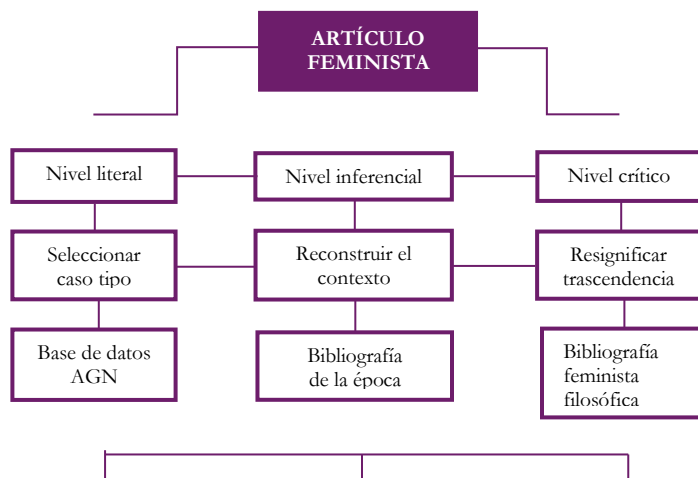 ARTÍCULO
FEMINISTA
Nivel literal
Nivel inferencial
Nivel crítico
Seleccionar
caso tipo
Reconstruir el
contexto
Resignificar
trascendencia
Base de datos
AGN
Bibliografía
de la época
Bibliografía
feminista
filosófica